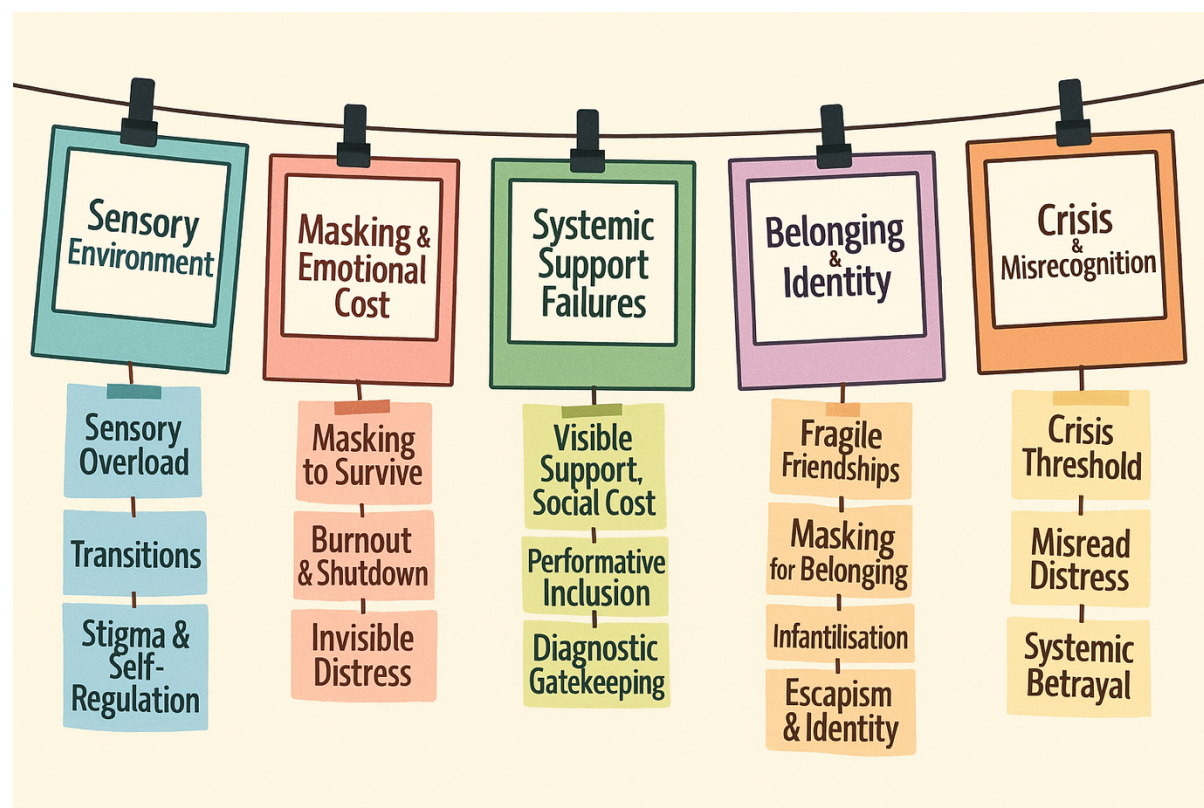 Sensory
Environment
Sensory
Overload
Transitions
Stigma &
Self-
Regulation
Masking &
Emotional
Cost
Masking
to Survive
Burnout
& Shutdown
Invisible
Distress
Systemic
Support
Failures
Visible
Support,
Social Cost
Performative
Inclusion
Diagnostic
Gatekeeping
Belonging
&
Identity
Fragile
Friendships
Masking
for Belonging
Infantilisation
Escapism
& Identity
Crisis
&
Misrecognition
Crisis
Threshold
Misread
Distress
Systemic
Betrayal